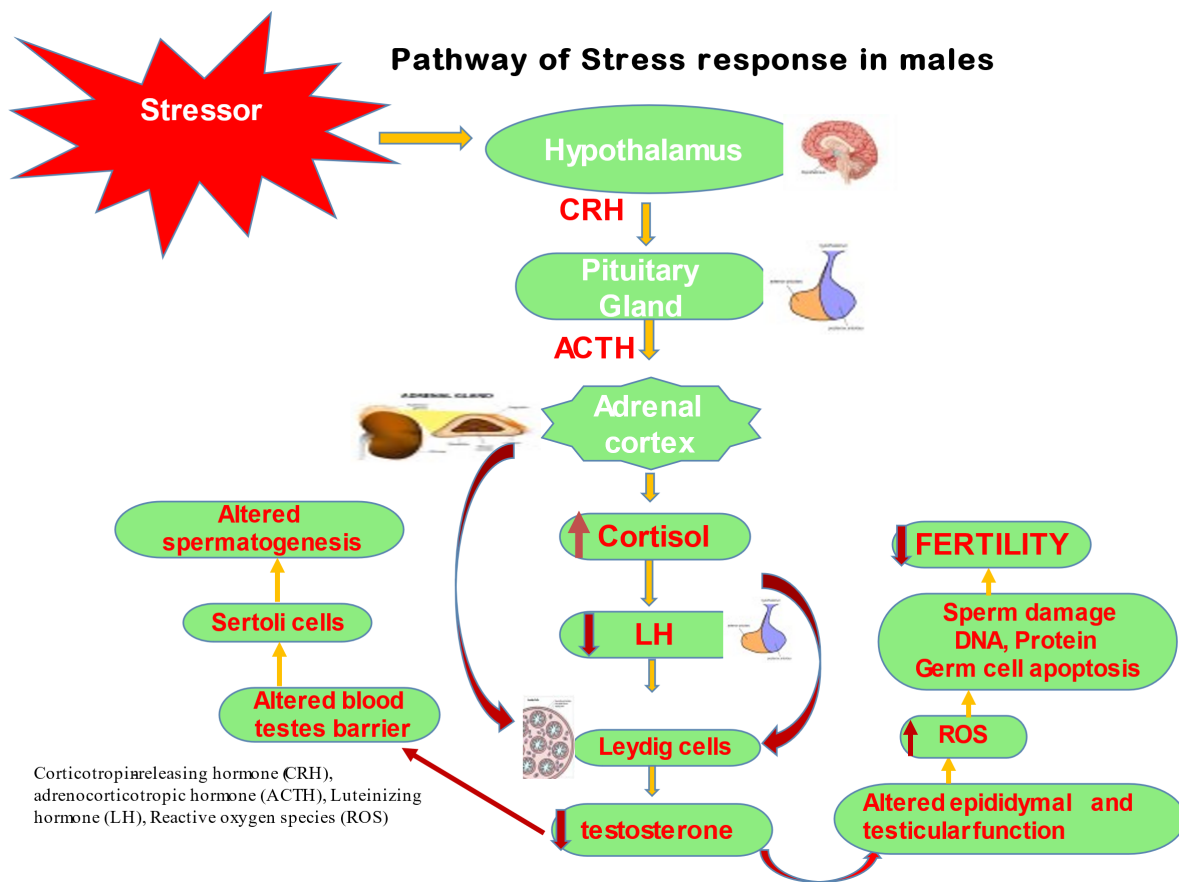 Pathway of Stress response in males
Stressor
Hypothalamus
CRH
Pituitary
Gland
ACTH
ADRENAL GLAND
Adrenal
cortex
Cortisol
LH
Leydig cells
testosterone
Altered
spermatogenesis
Sertoli cells
Altered blood
testes barrier
FERTILITY
Sperm damage
DNA, Protein
Germ cell apoptosis
ROS
Altered epididymal and
testicular function
Corticotropin-releasing hormone (CRH),
adrenocorticotropic hormone (ACTH), Luteinizing
hormone (LH), Reactive oxygen species (ROS)